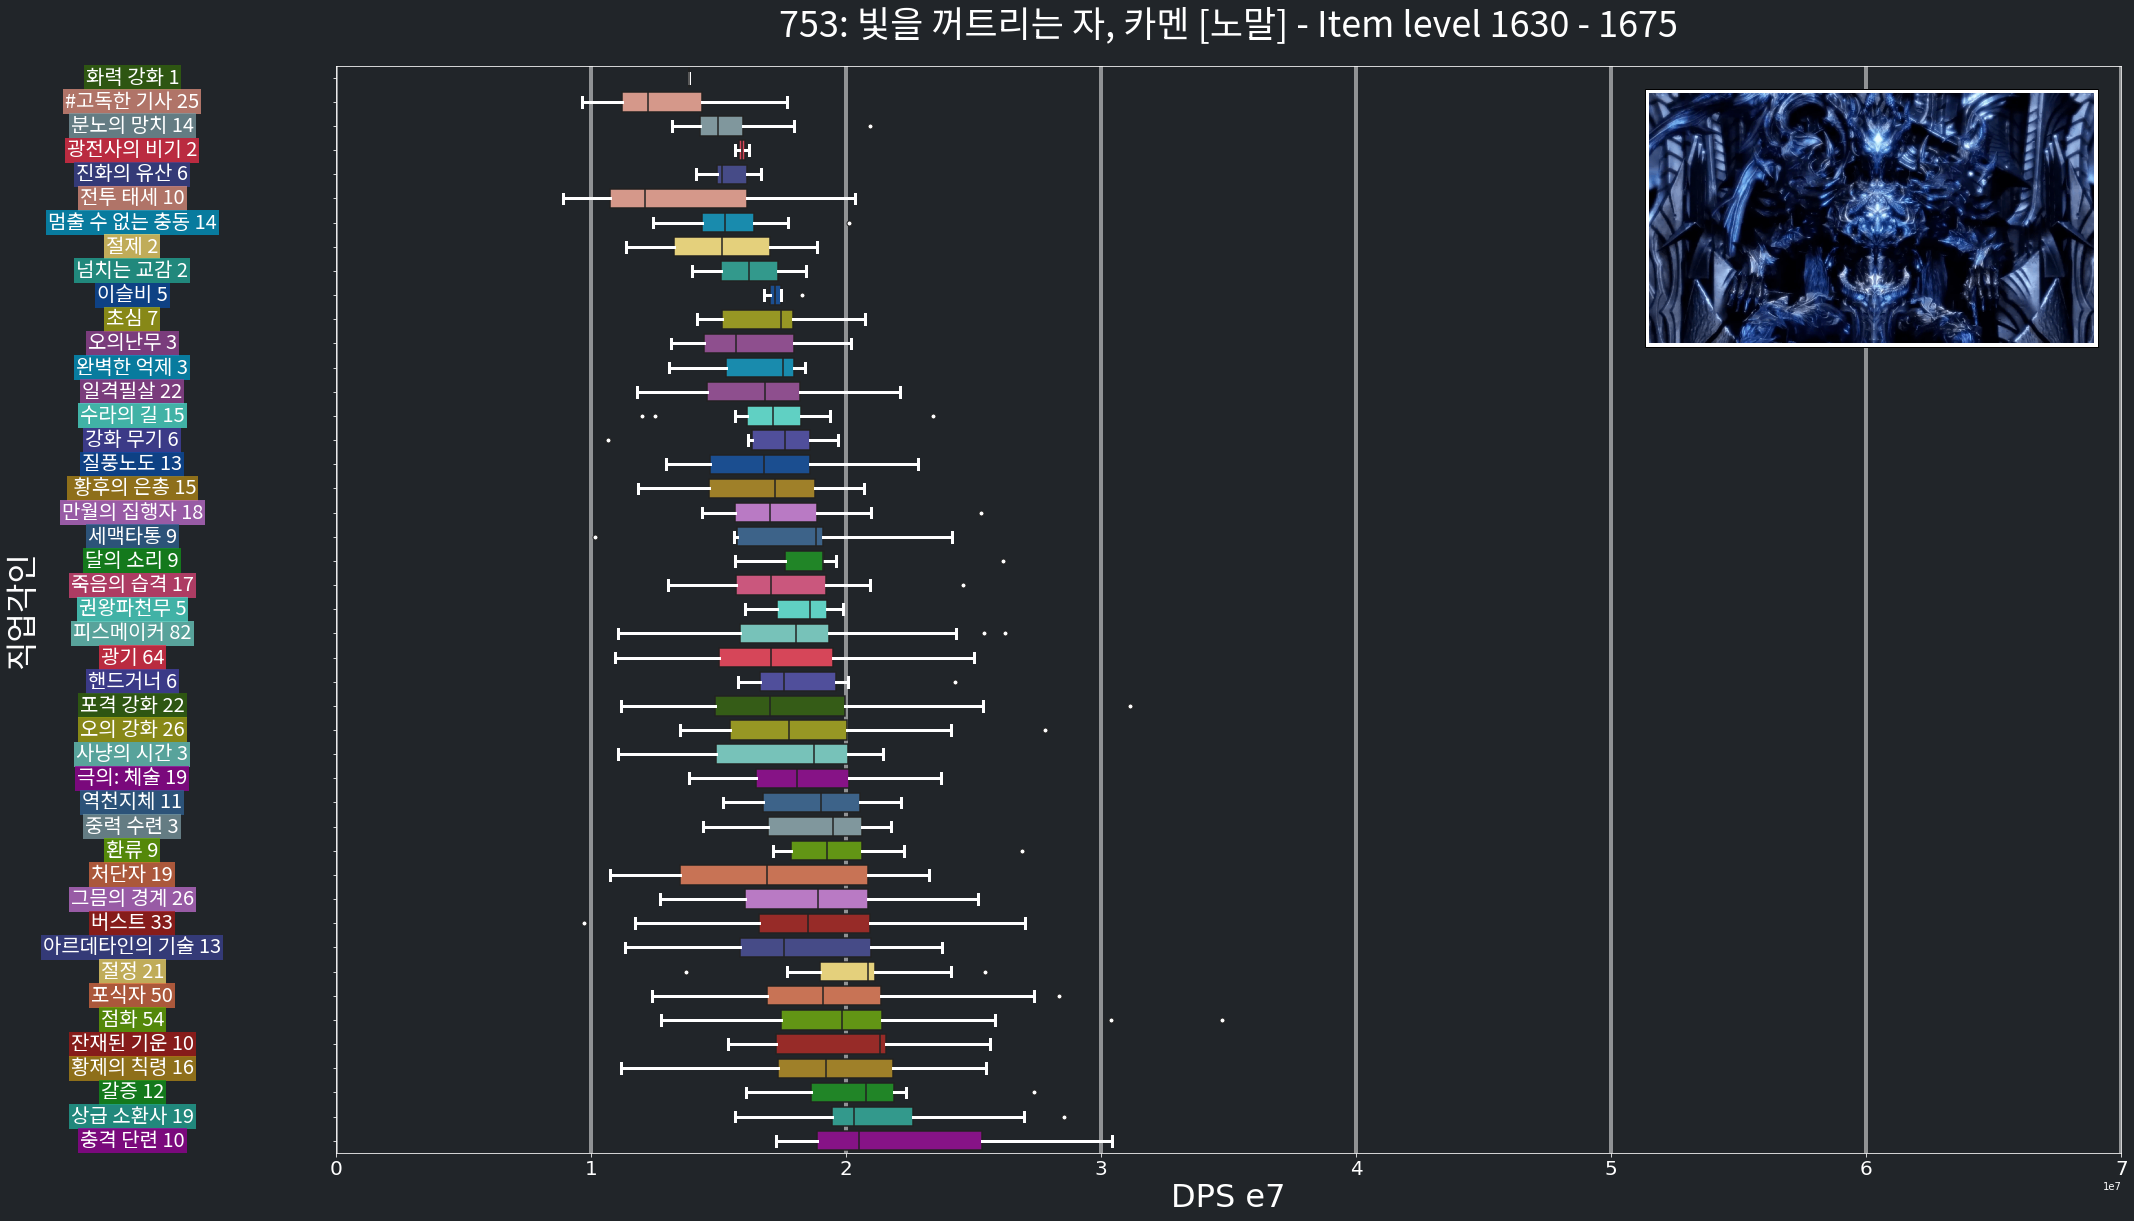 753: 빛을 꺼트리는 자, 카멘 [노말] - Item level 1630 - 1675
직업각인
화력 강화 1
#고독한 기사 25
분노의 망치 14
광전사의 비기 2
진화의 유산 6
전투 태세 10
멈출 수 없는 충동 14
절제 2
넘치는 교감 2
이슬비 5
초심 7
오의난무 3
완벽한 억제 3
일격필살 22
수라의 길 15
강화 무기 6
질풍노도 13
황후의 은총 15
만월의 집행자 18
세맥타통 9
달의 소리 9
죽음의 습격 17
권왕파천무 5
피스메이커 82
광기 64
핸드거너 6
포격 강화 22
오의 강화 26
사냥의 시간 3
극의: 체술 19
역천지체 11
중력 수련 3
환류 9
처단자 19
그믐의 경계 26
버스트 33
아르데타인의 기술 13
절정 21
포식자 50
점화 54
잔재된 기운 10
황제의 칙령 16
갈증 12
상급 소환사 19
충격 단련 10
0 1 2 3 4 5 6 7
1e7
DPS e7